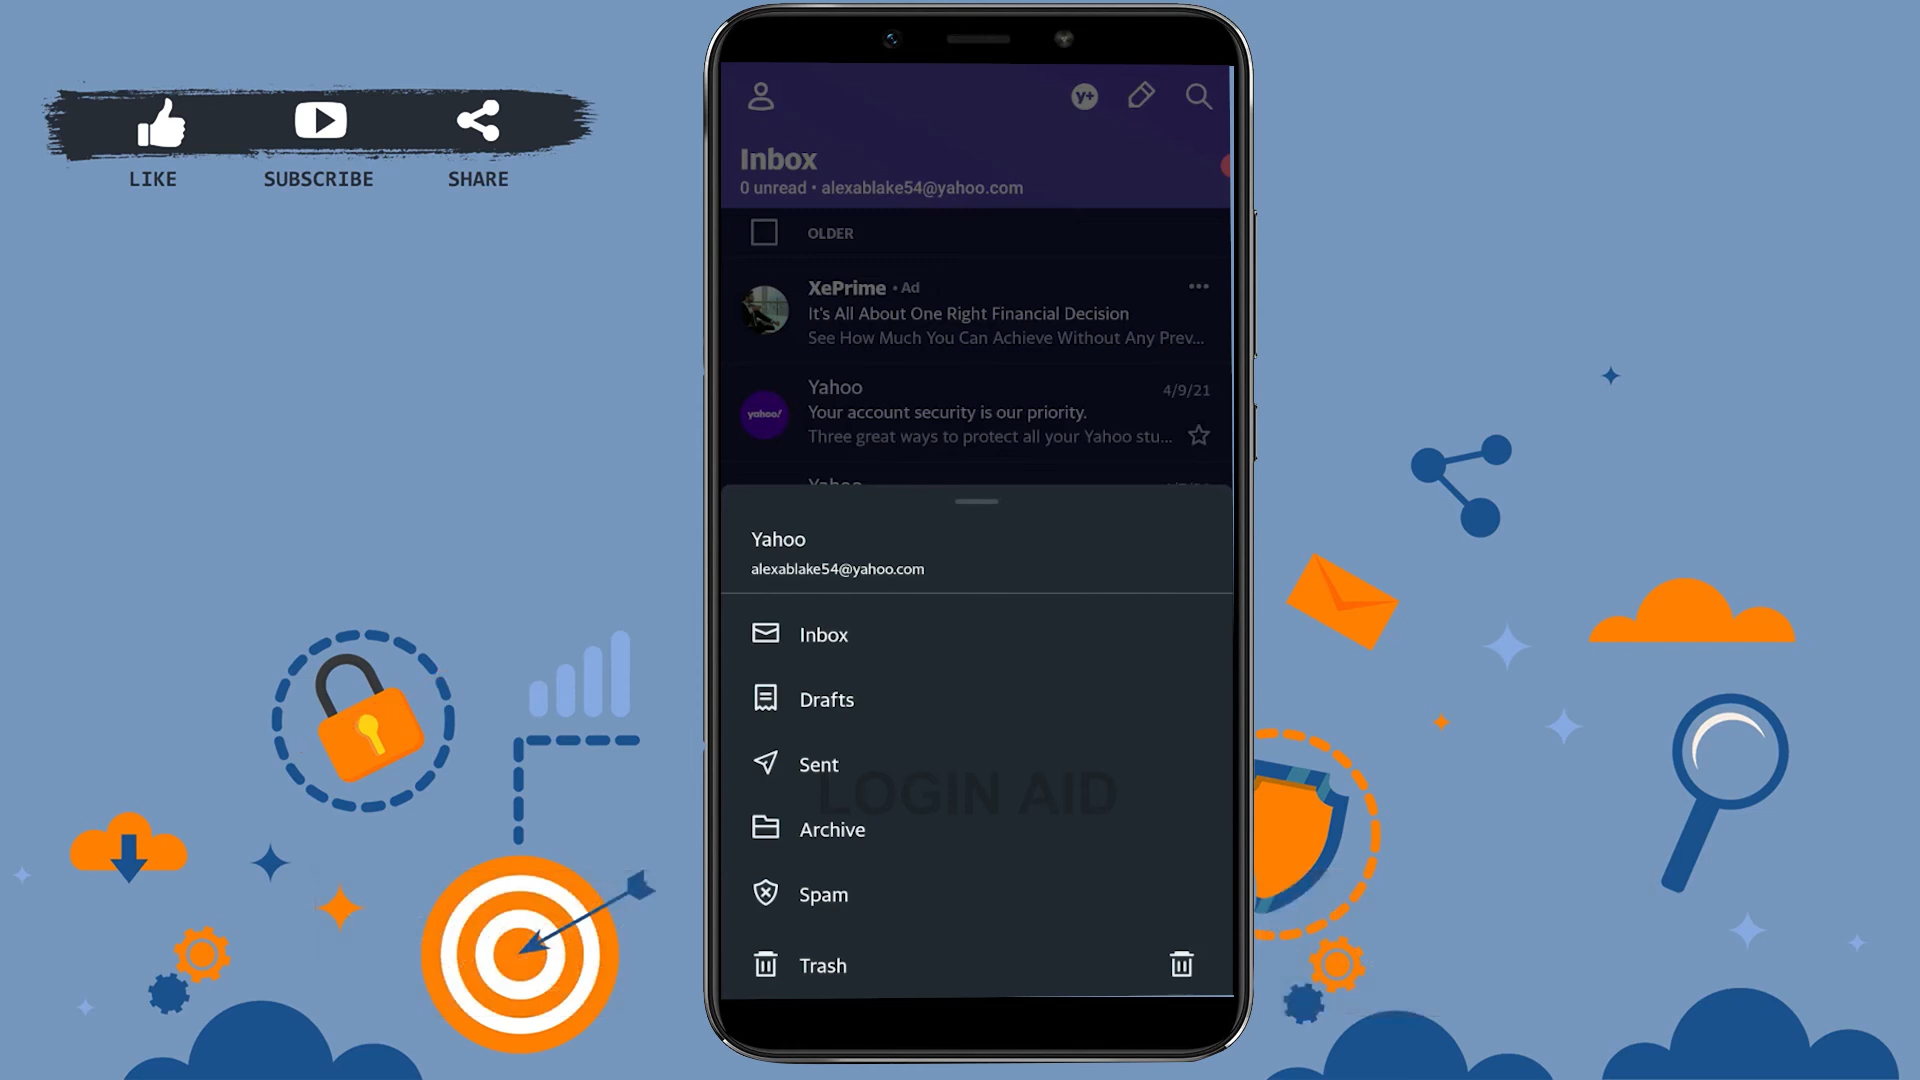 LIKE SUBSCRIBE SHARE
y+
Inbox
0 unread • alexablake54@yahoo.com
OLDER
XePrime • Ad
It's All About One Right Financial Decision
See How Much You Can Achieve Without Any Prev...
Yahoo 4/9/21
yahoo!
Your account security is our priority.
Three great ways to protect all your Yahoo stu...
Yahoo
Yahoo
alexablake54@yahoo.com
Inbox
Drafts
Sent
LOGIN AID
Archive
Spam
Trash